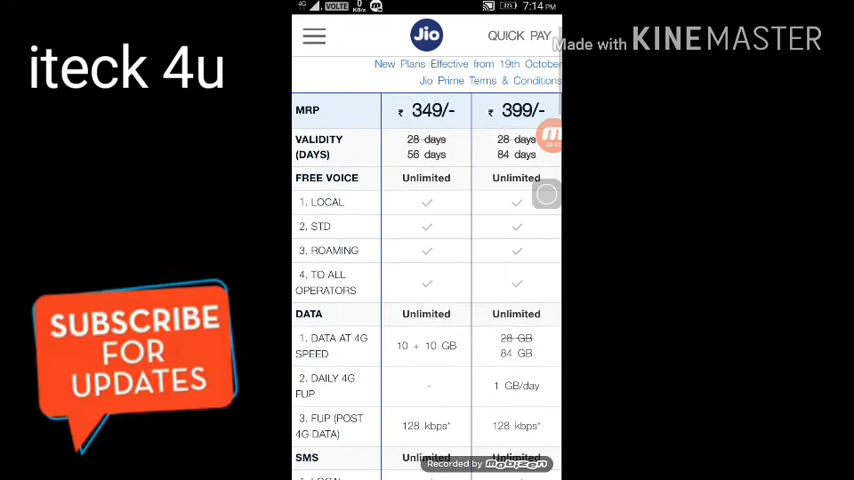 4G VOLTE 0 K/s 7:14 PM
iteck 4u
Jio QUICK PAY
Made with KINEMASTER
New Plans Effective from 19th October
Jio Prime Terms & Conditions
MRP ₹ 349/- ₹ 399/-
VALIDITY 28 days 28 days
(DAYS) 56 days 84 days
FREE VOICE Unlimited Unlimited
1. LOCAL
2. STD
3. ROAMING
4. TO ALL
OPERATORS
DATA Unlimited Unlimited
1. DATA AT 4G 28 GB
SPEED 10 + 10 GB 84 GB
2. DAILY 4G - 1 GB/day
FUP
3. FUP (POST 128 kbps* 128 kbps*
4G DATA)
SMS Unlimited Unlimited
Recorded by mobizen
SUBSCRIBE
FOR
UPDATES